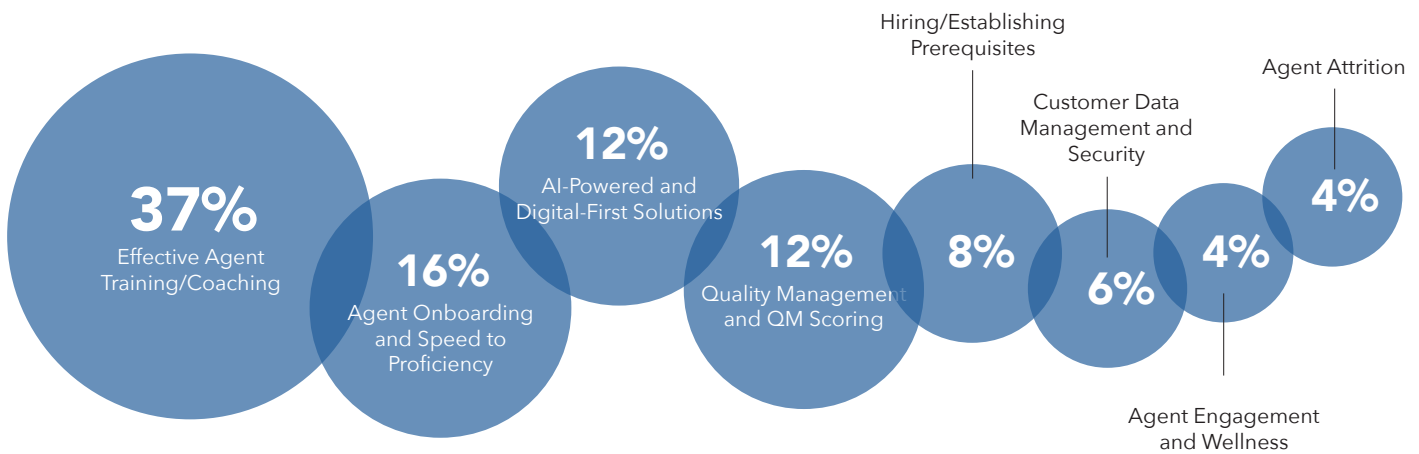 37%
Effective Agent
Training/Coaching
16%
Agent Onboarding
and Speed to
Proficiency
12%
AI-Powered and
Digital-First Solutions
12%
Quality Management
and QM Scoring
Hiring/Establishing
Prerequisites
8%
Customer Data
Management and
Security
6%
4%
Agent Engagement
and Wellness
Agent Attrition
4%